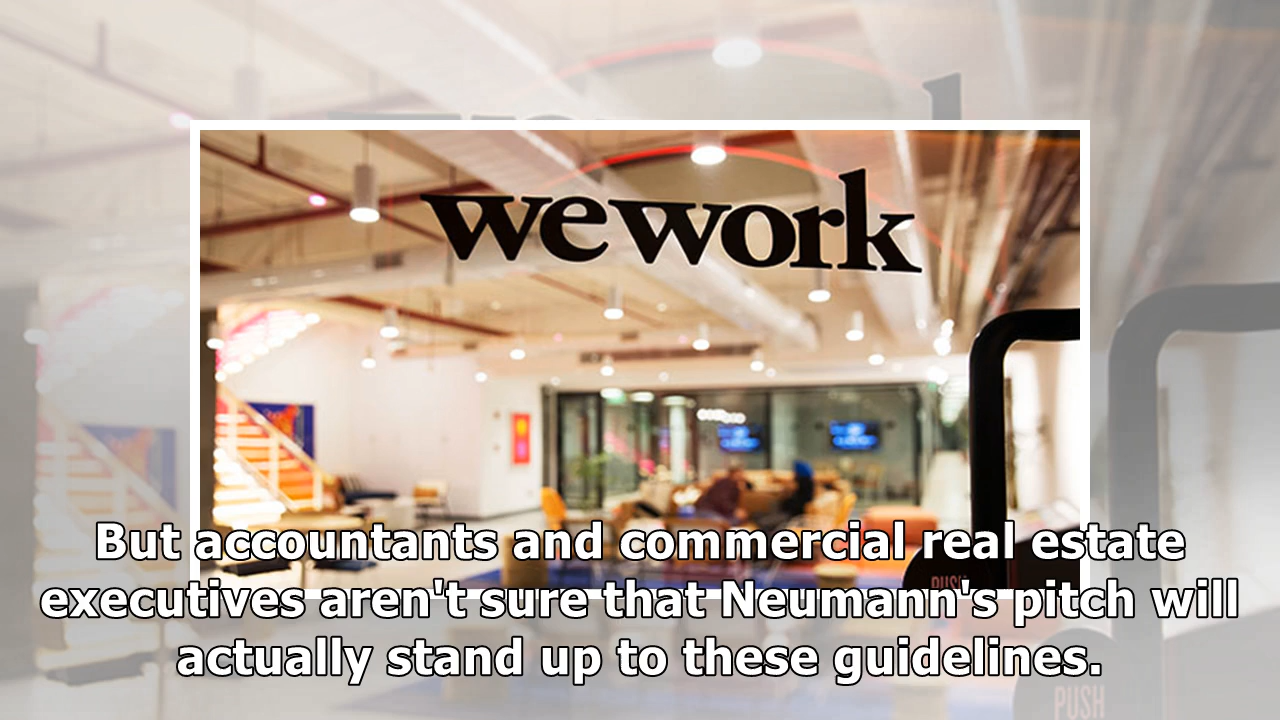 wework
But accountants and commercial real estate
executives aren't sure that Neumann's pitch will
actually stand up to these guidelines.
PUSH